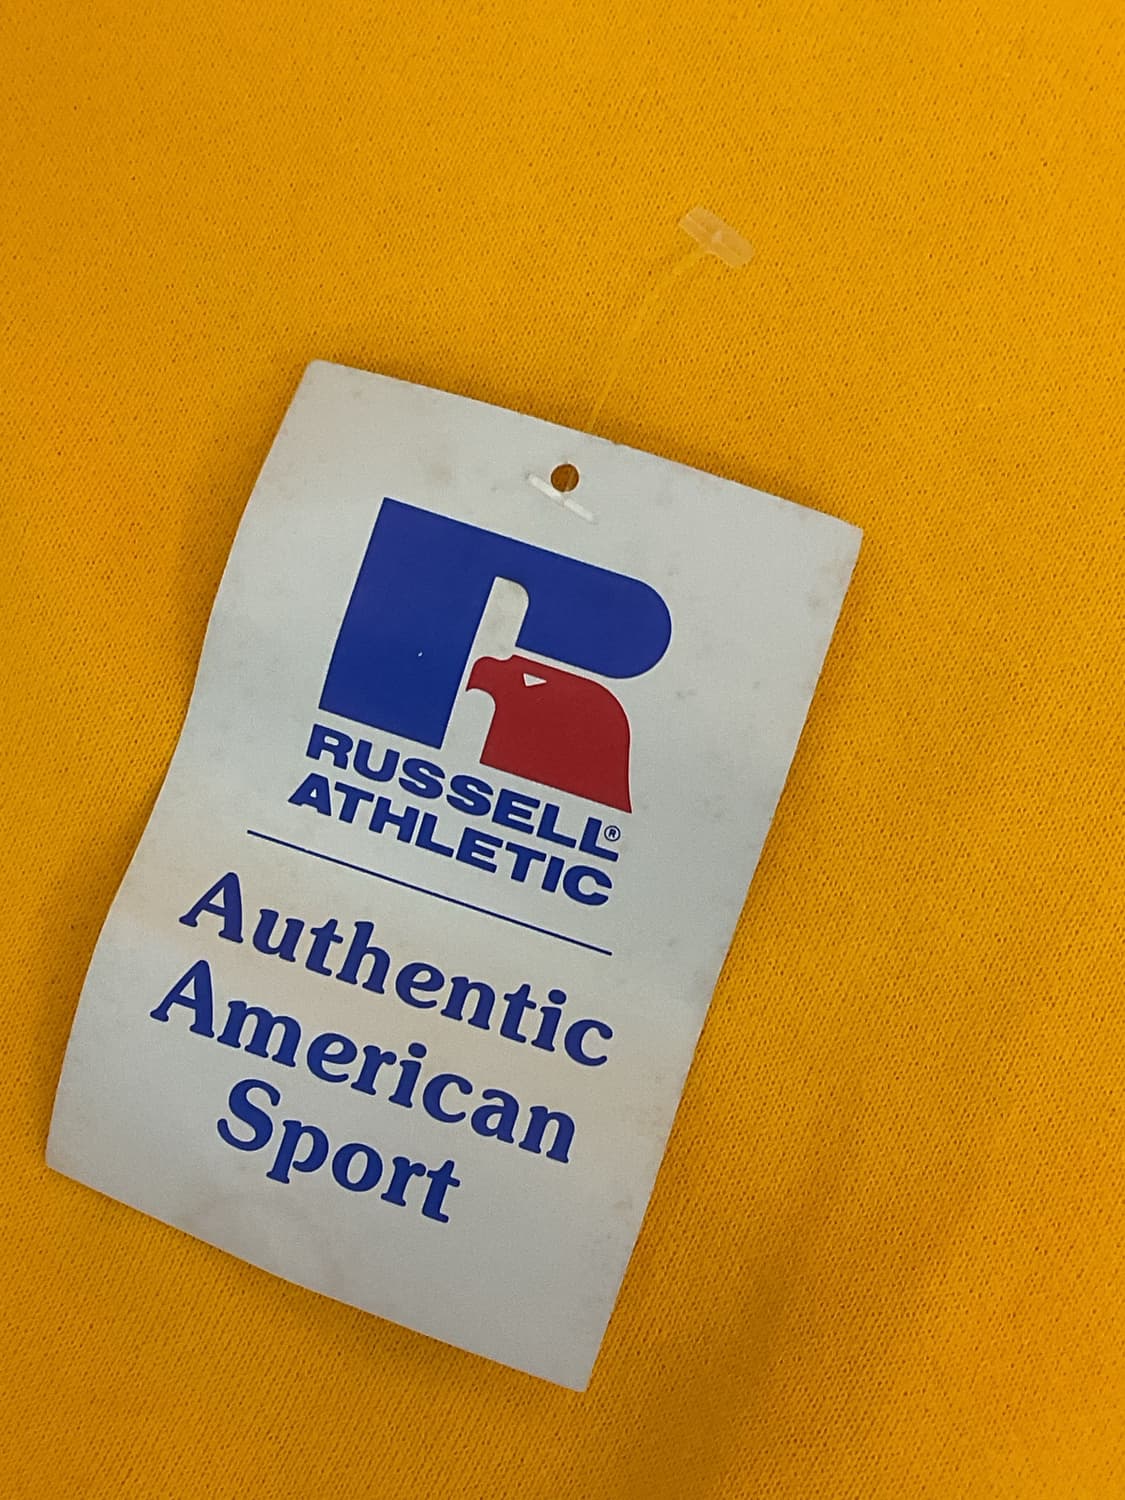 RUSSELL®
ATHLETIC
Authentic
American
Sport